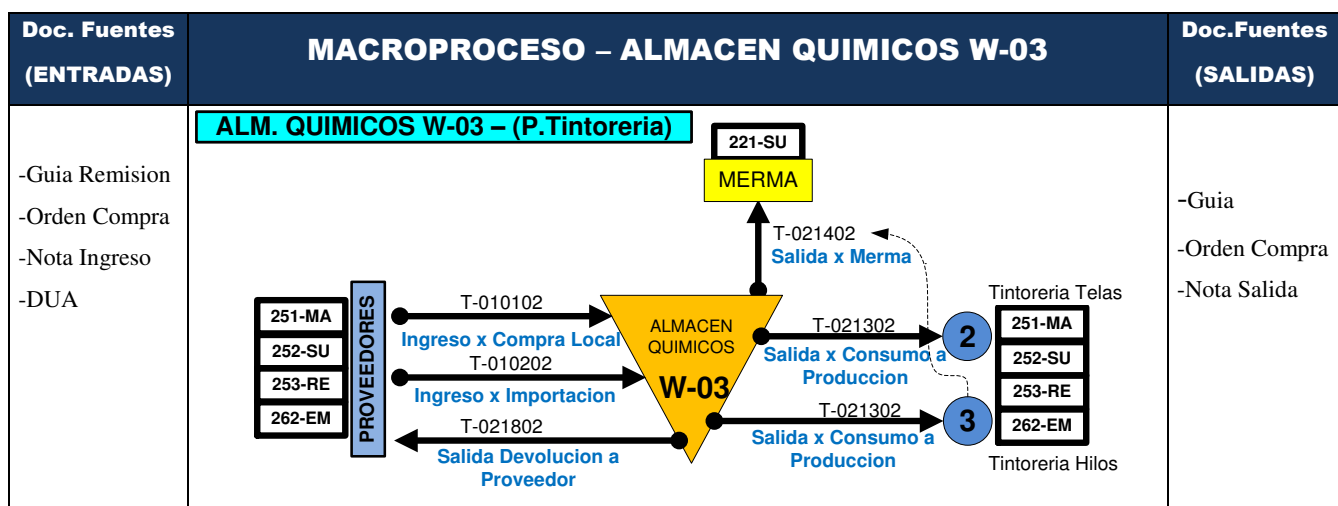 Doc. Fuentes
(ENTRADAS)
MACROPROCESO – ALMACEN QUIMICOS W-03
Doc.Fuentes
(SALIDAS)
-Guia Remision
-Orden Compra
-Nota Ingreso
-DUA
ALM. QUIMICOS W-03 – (P.Tintoreria)
221-SU
MERMA
T-021402
Salida x Merma
251-MA
252-SU
253-RE
262-EM
PROVEEDORES
T-010102
Ingreso x Compra Local
T-010202
Ingreso x Importacion
T-021802
Salida Devolucion a
Proveedor
ALMACEN
QUIMICOS
W-03
T-021302
Salida x Consumo a
Produccion
T-021302
Salida x Consumo a
Produccion
2
3
Tintoreria Telas
251-MA
252-SU
253-RE
262-EM
Tintoreria Hilos
-Guia
-Orden Compra
-Nota Salida